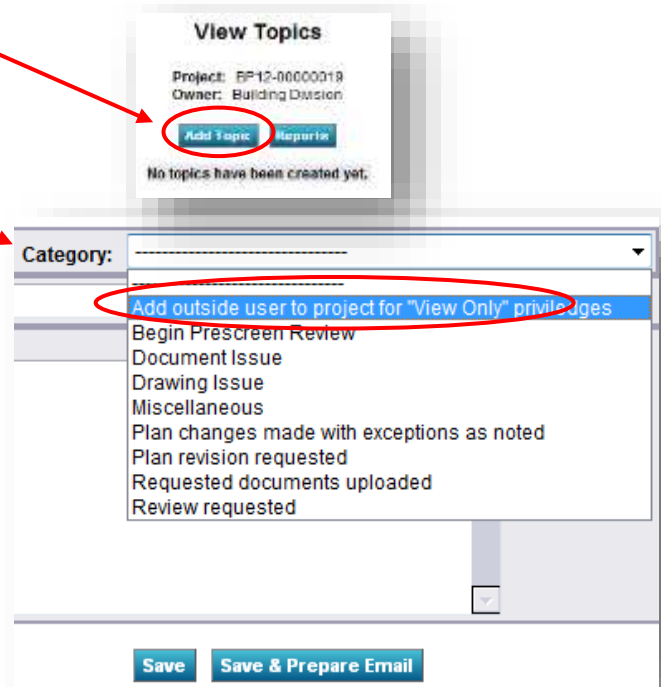 View Topics
Project: BP12-00000019
Owner: Building Division
Add Topic Reports
No topics have been created yet.
Category: --------------------------------
--------------------------------
Add outside user to project for "View Only" priviledges
Begin Prescreen Review
Document Issue
Drawing Issue
Miscellaneous
Plan changes made with exceptions as noted
Plan revision requested
Requested documents uploaded
Review requested
Save Save & Prepare Email